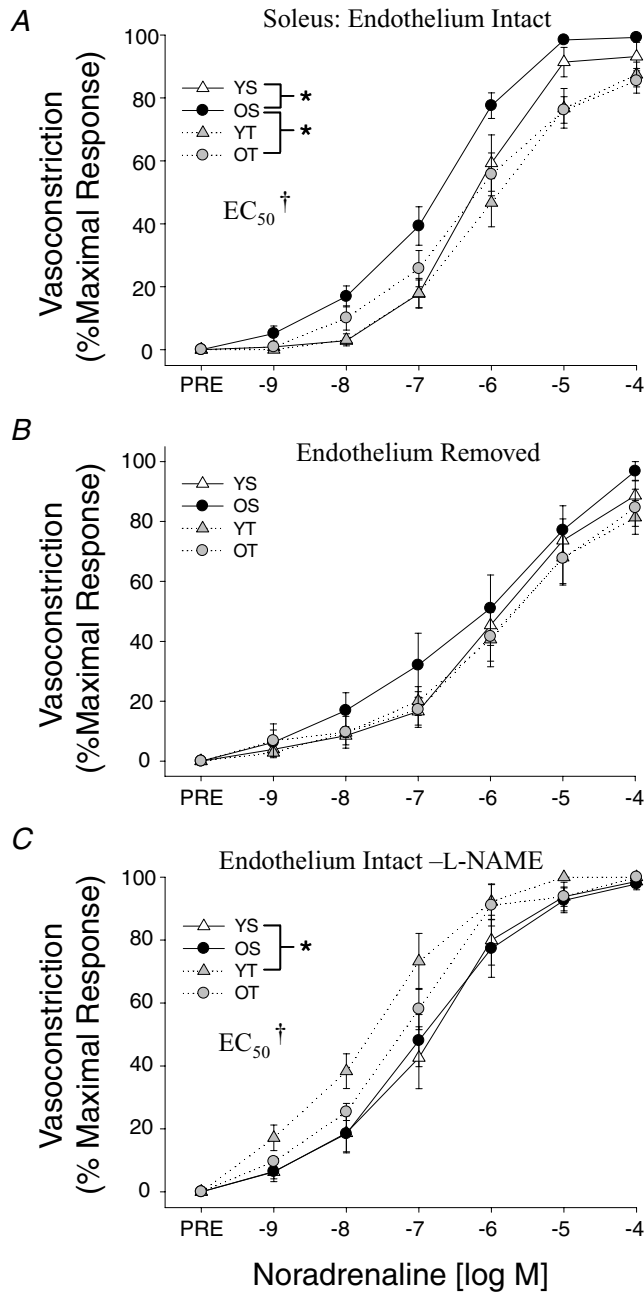 A
Soleus: Endothelium Intact
Vasoconstriction
(%Maximal Response)
100
80
60
40
20
0
YS
OS
YT
OT
*
*
EC50 †
PRE -9 -8 -7 -6 -5 -4
B
Endothelium Removed
Vasoconstriction
(%Maximal Response)
100
80
60
40
20
0
YS
OS
YT
OT
PRE -9 -8 -7 -6 -5 -4
C
Endothelium Intact –L-NAME
Vasoconstriction
(% Maximal Response)
100
80
60
40
20
0
YS
OS
YT
OT
*
EC50 †
PRE -9 -8 -7 -6 -5 -4
Noradrenaline [log M]